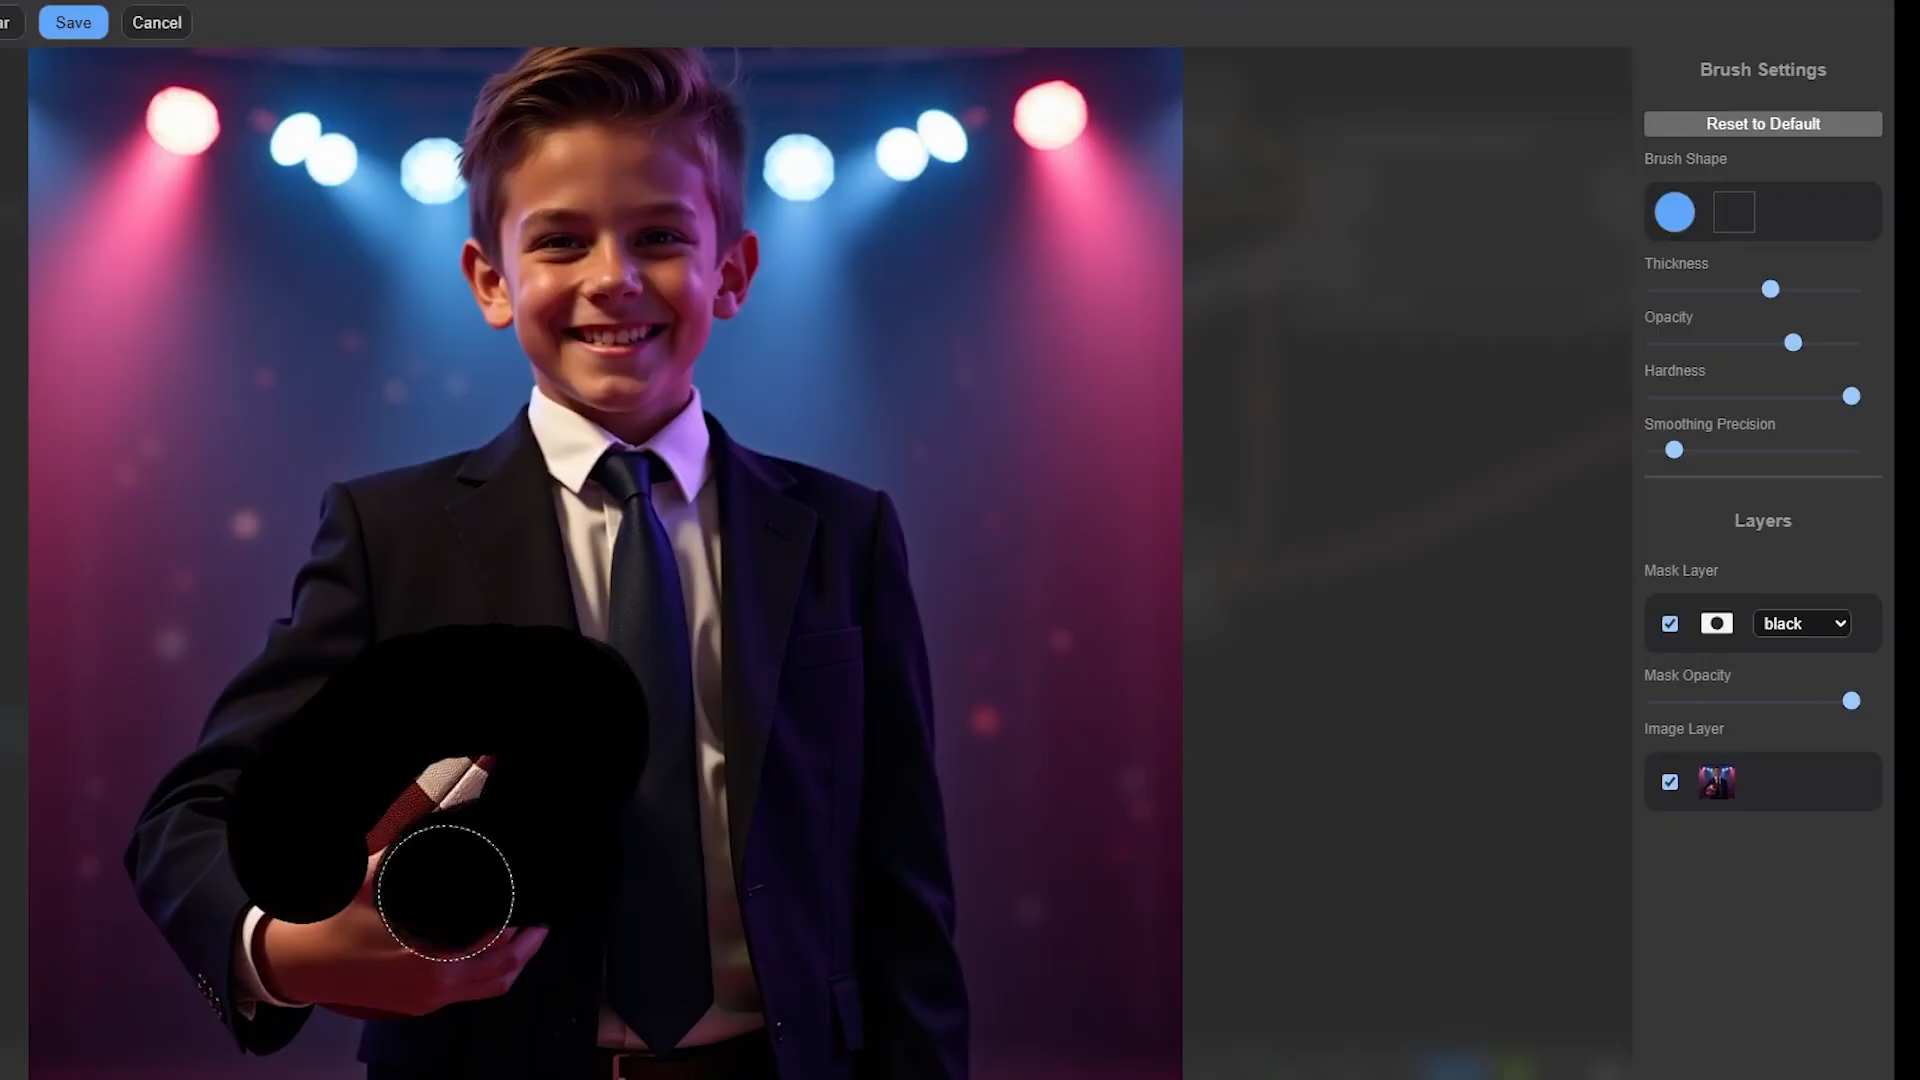 ar
Save
Cancel
Brush Settings
Reset to Default
Brush Shape
Thickness
Opacity
Hardness
Smoothing Precision
Layers
Mask Layer
black
Mask Opacity
Image Layer